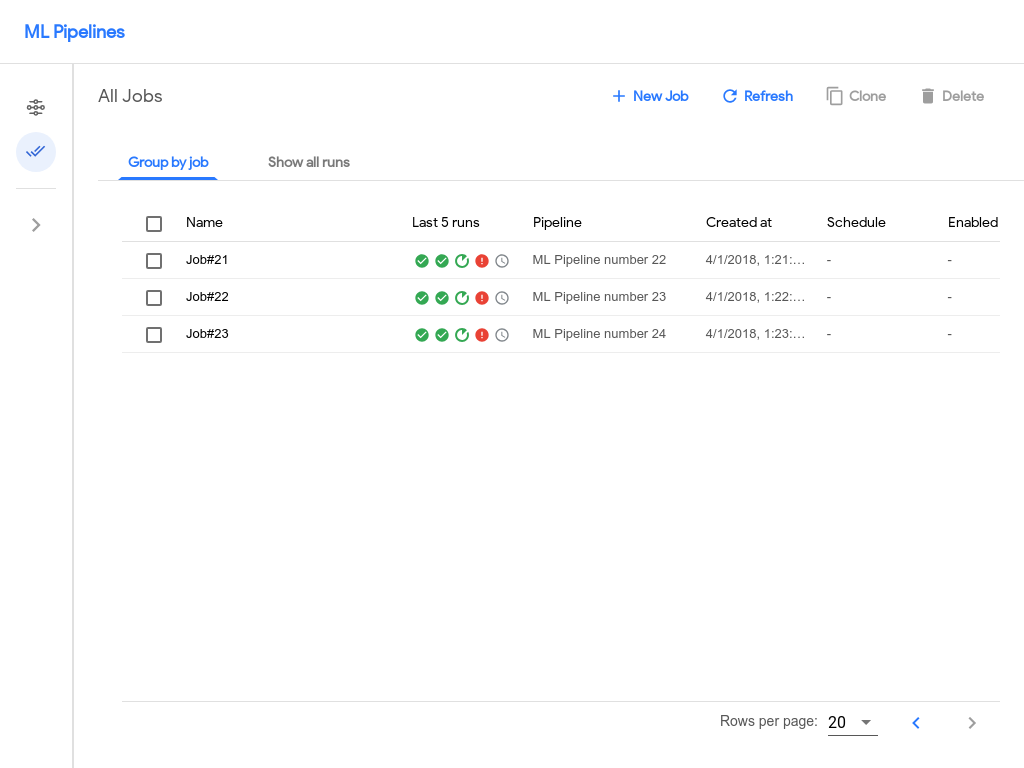 ML Pipelines
All Jobs
New Job
Refresh
Clone
Delete
Group by job
Show all runs
Name Last 5 runs Pipeline Created at Schedule Enabled
Job#21 ML Pipeline number 22 4/1/2018, 1:21:... - -
Job#22 ML Pipeline number 23 4/1/2018, 1:22:... - -
Job#23 ML Pipeline number 24 4/1/2018, 1:23:... - -
Rows per page: 20